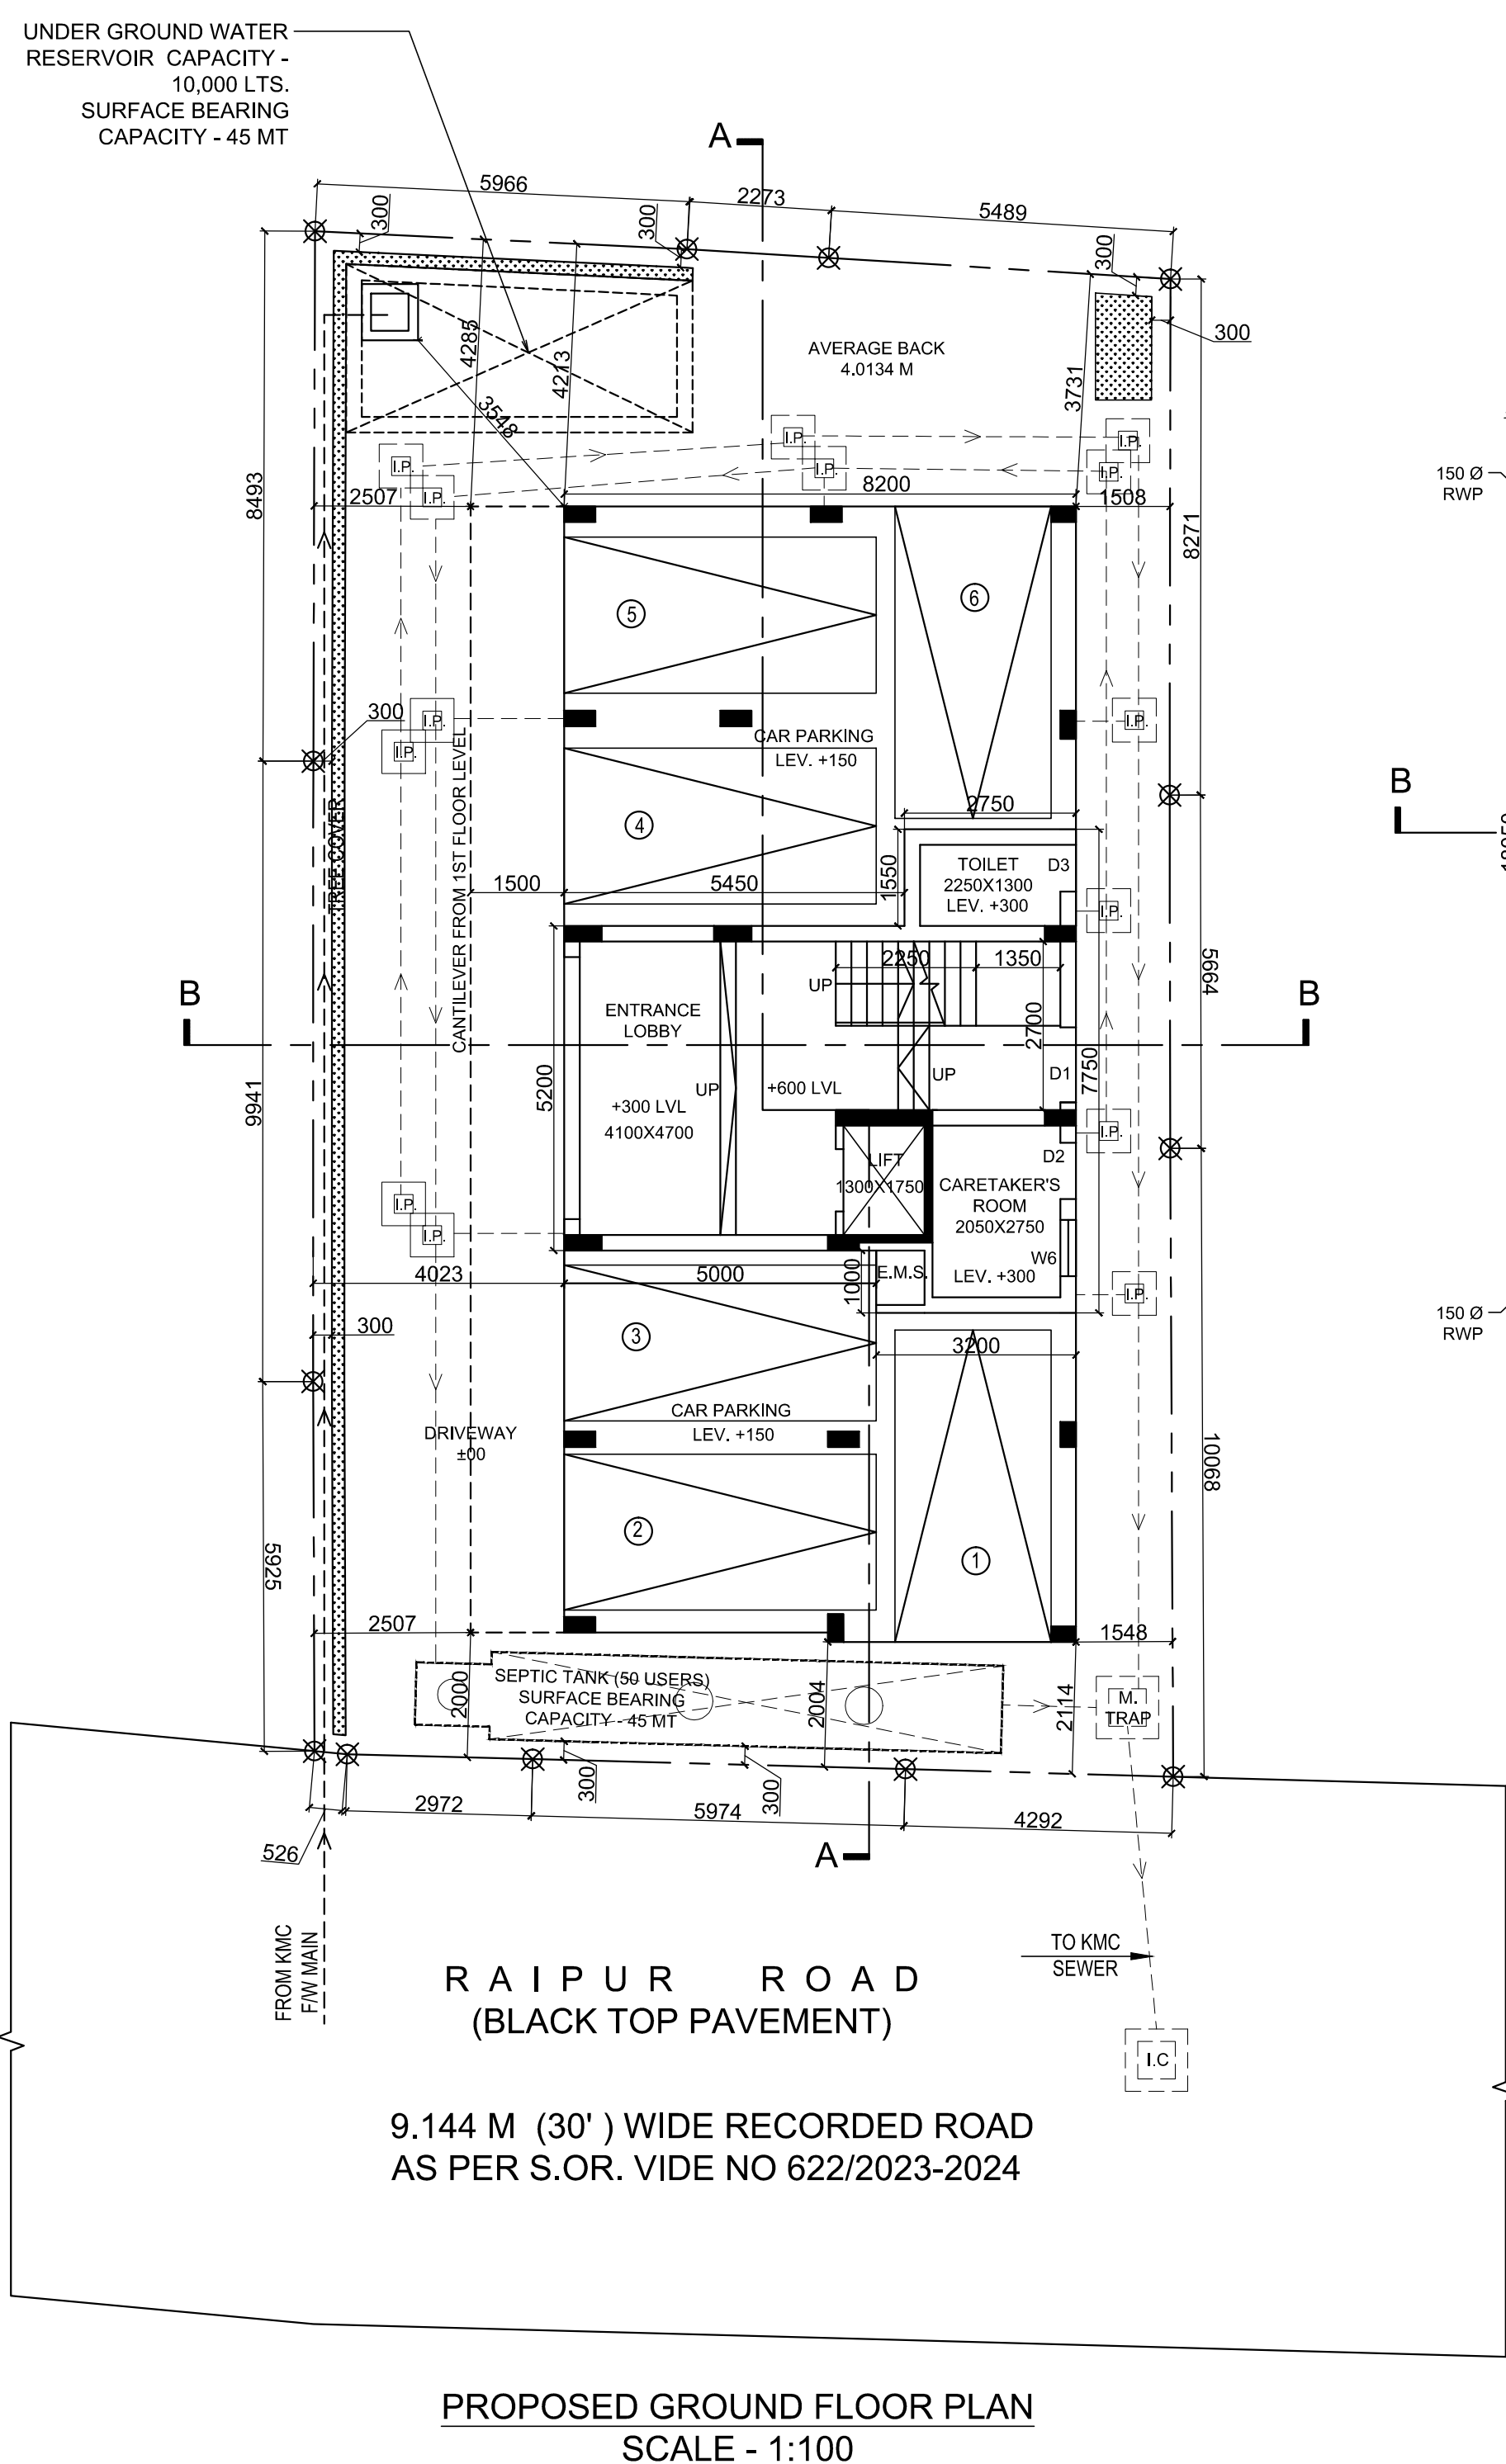 UNDER GROUND WATER
RESERVOIR CAPACITY -
10,000 LTS.
SURFACE BEARING
CAPACITY - 45 MT
A
5966
2273
5489
300
300
300
300
4285
4213
3731
3548
AVERAGE BACK
4.0134 M
I.P.
I.P.
I.P.
I.P.
I.P.
I.P.
150 Ø
RWP
2507
8200
1508
8493
8271
5
6
300
I.P.
I.P.
I.P.
CAR PARKING
LEV. +150
B
4
2750
TREE COVER
CANTILEVER FROM 1ST FLOOR LEVEL
1500
5450
1550
TOILET
2250X1300
LEV. +300
D3
I.P.
B
B
2250
1350
5664
UP
ENTRANCE
LOBBY
2700
7750
9941
5200
UP
+600 LVL
UP
D1
+300 LVL
4100X4700
I.P.
LIFT
1300X1750
D2
CARETAKER'S
ROOM
2050X2750
I.P.
I.P.
W6
LEV. +300
4023
5000
1000
E.M.S.
I.P.
300
3
3200
CAR PARKING
LEV. +150
DRIVEWAY
±00
10068
2
1
5925
2507
1548
SEPTIC TANK (50 USERS)
SURFACE BEARING
CAPACITY - 45 MT
2000
2004
2114
M.
TRAP
300
300
2972
5974
4292
526
A
FROM KMC
F/W MAIN
TO KMC
SEWER
RAIPUR ROAD
(BLACK TOP PAVEMENT)
I.C
150 Ø
RWP
9.144 M (30' ) WIDE RECORDED ROAD
AS PER S.OR. VIDE NO 622/2023-2024
PROPOSED GROUND FLOOR PLAN
SCALE - 1:100